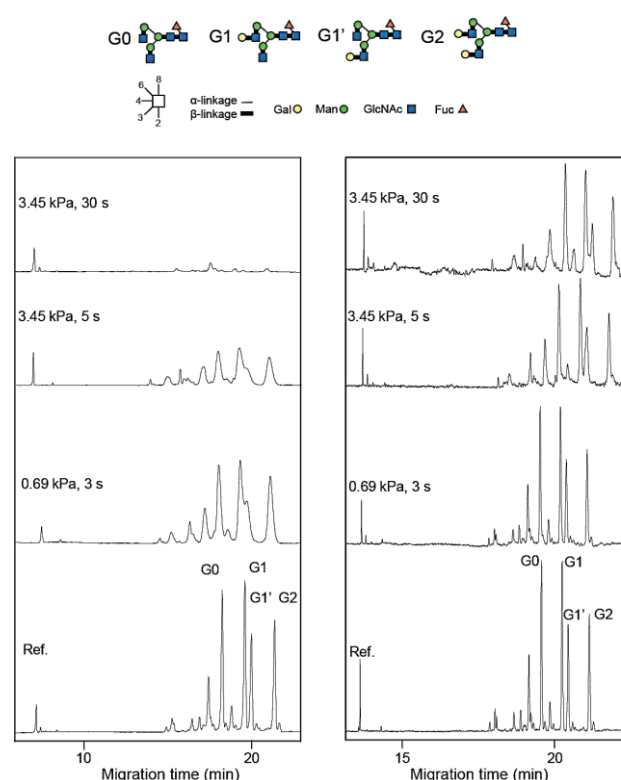 G0 G1 G1' G2
6 8
4
3 2
α-linkage
β-linkage
Gal Man GlcNAc Fuc
3.45 kPa, 30 s
3.45 kPa, 5 s
0.69 kPa, 3 s
G0 G1
G1' G2
Ref.
10 20
Migration time (min)
3.45 kPa, 30 s
3.45 kPa, 5 s
0.69 kPa, 3 s
G0 G1
G1' G2
Ref.
15 20
Migration time (min)